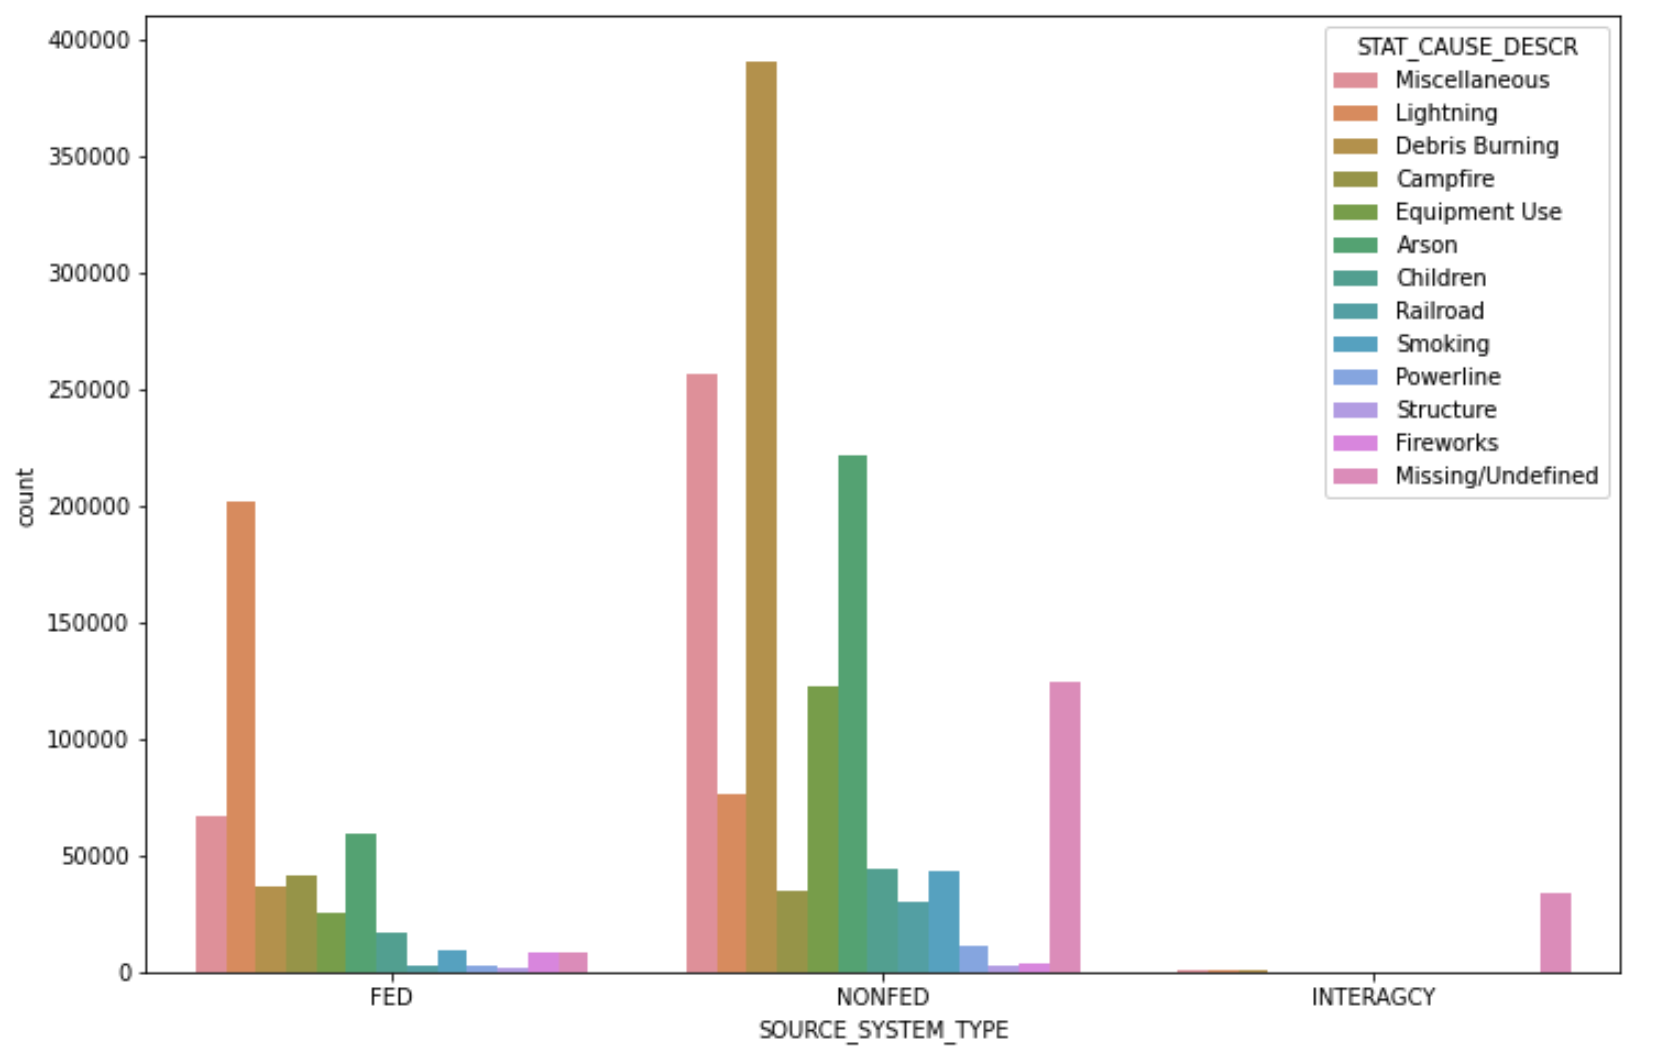 400000
350000
300000
250000
200000
150000
100000
50000
0
count
FED
NONFED
INTERAGCY
SOURCE_SYSTEM_TYPE
STAT_CAUSE_DESCR
Miscellaneous
Lightning
Debris Burning
Campfire
Equipment Use
Arson
Children
Railroad
Smoking
Powerline
Structure
Fireworks
Missing/Undefined